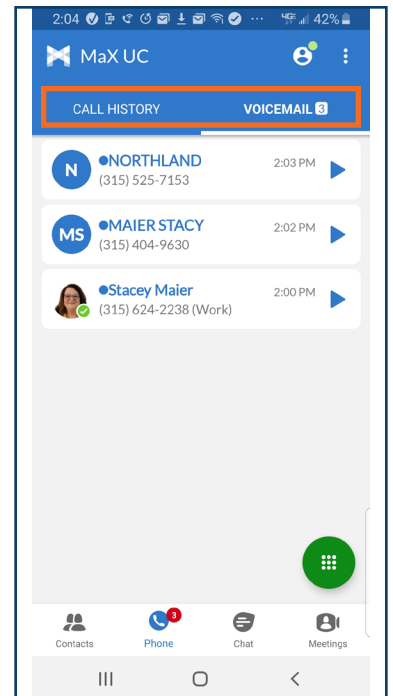 2:04 ... 4GE 42%
MaX UC
CALL HISTORY VOICEMAIL 3
N NORTHLAND 2:03 PM
(315) 525-7153
MS MAIER STACY 2:02 PM
(315) 404-9630
Stacey Maier 2:00 PM
(315) 624-2238 (Work)
3
Contacts Phone Chat Meetings